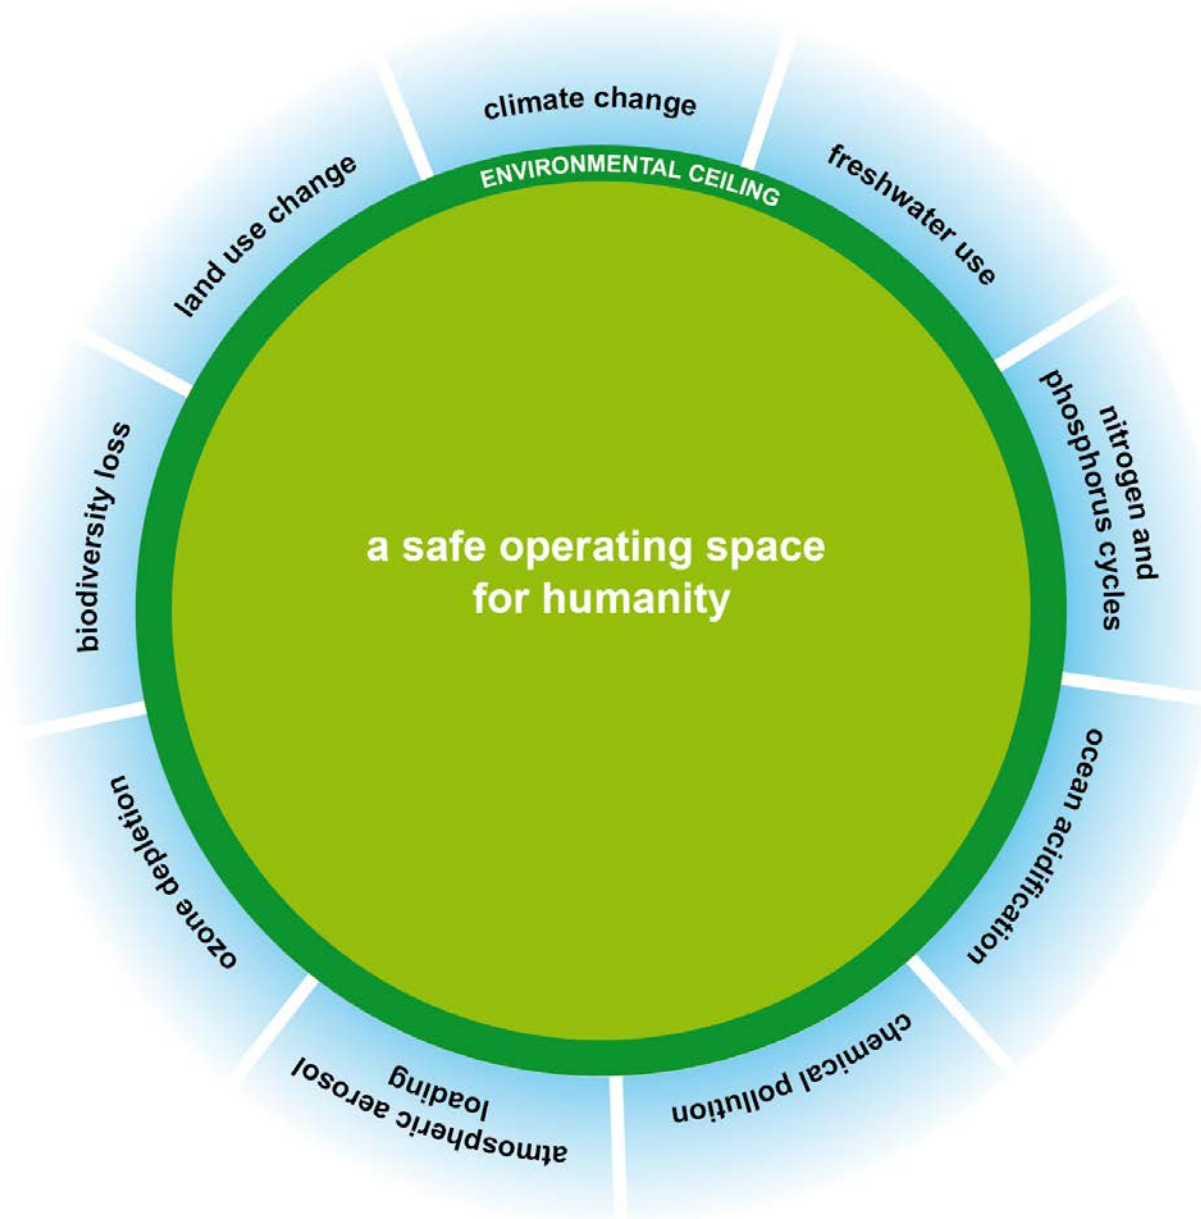 climate change
ENVIRONMENTAL CEILING
freshwater use
nitrogen and
phosphorus cycles
ocean acidification
chemical pollution
atmospheric aerosol
loading
ozone depletion
biodiversity loss
land use change
a safe operating space
for humanity